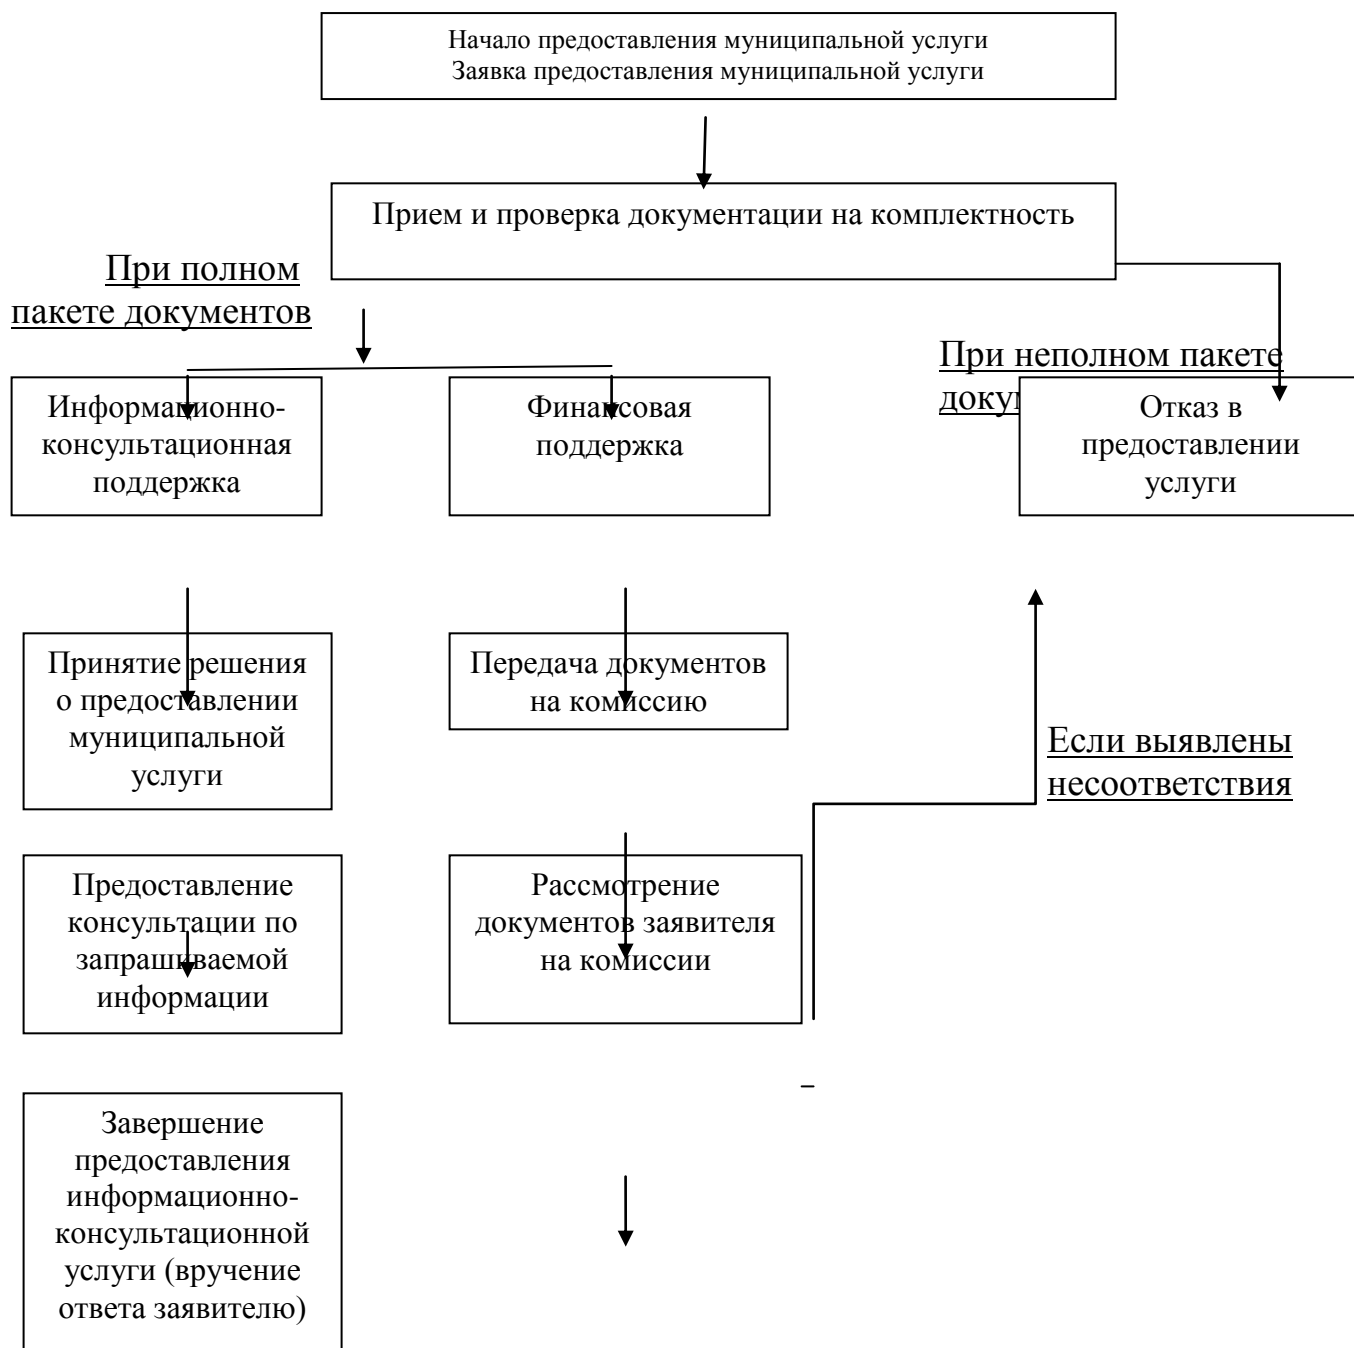 Начало предоставления муниципальной услуги
Заявка предоставления муниципальной услуги
Прием и проверка документации на комплектность
При полном
пакете документов
При неполном пакете
Информационно-
консультационная
поддержка
Финансовая
поддержка
Отказ в
предоставлении
услуги
Принятие решения
о предоставлении
муниципальной
услуги
Передача документов
на комиссию
Если выявлены
несоответствия
Предоставление
консультации по
запрашиваемой
информации
Рассмотрение
документов заявителя
на комиссии
Завершение
предоставления
информационно-
консультационной
услуги (вручение
ответа заявителю)